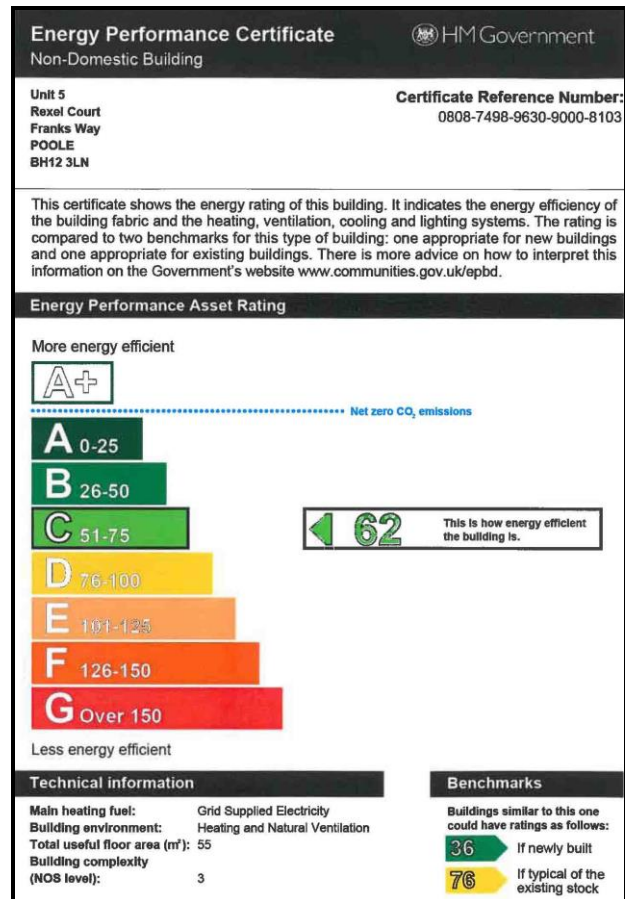 Energy Performance Certificate
HM Government
Non-Domestic Building
Unit 5
Rexel Court
Franks Way
POOLE
BH12 3LN
Certificate Reference Number:
0808-7498-9630-9000-8103
This certificate shows the energy rating of this building. It indicates the energy efficiency of
the building fabric and the heating, ventilation, cooling and lighting systems. The rating is
compared to two benchmarks for this type of building: one appropriate for new buildings
and one appropriate for existing buildings. There is more advice on how to interpret this
information on the Government's website www.communities.gov.uk/epbd.
Energy Performance Asset Rating
More energy efficient
A+
Net zero CO₂ emissions
A 0-25
B 26-50
C 51-75
62
This is how energy efficient
the building is.
D 76-100
E 101-125
F 126-150
G Over 150
Less energy efficient
Technical information
Main heating fuel: Grid Supplied Electricity
Building environment: Heating and Natural Ventilation
Total useful floor area (m²): 55
Building complexity
(NOS level): 3
Benchmarks
Buildings similar to this one
could have ratings as follows:
36 If newly built
76 If typical of the
existing stock